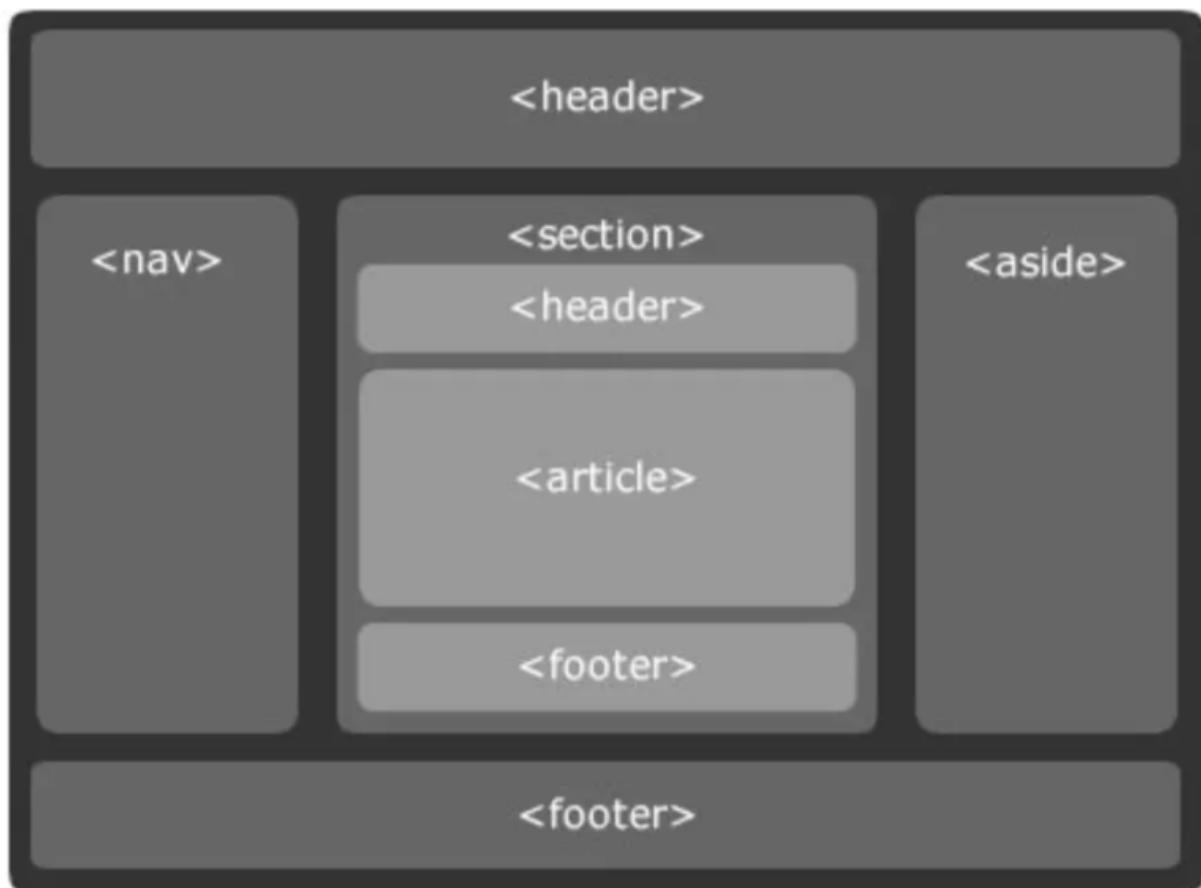 <header>
<nav>
<section>
<aside>
<header>
<article>
<footer>
<footer>